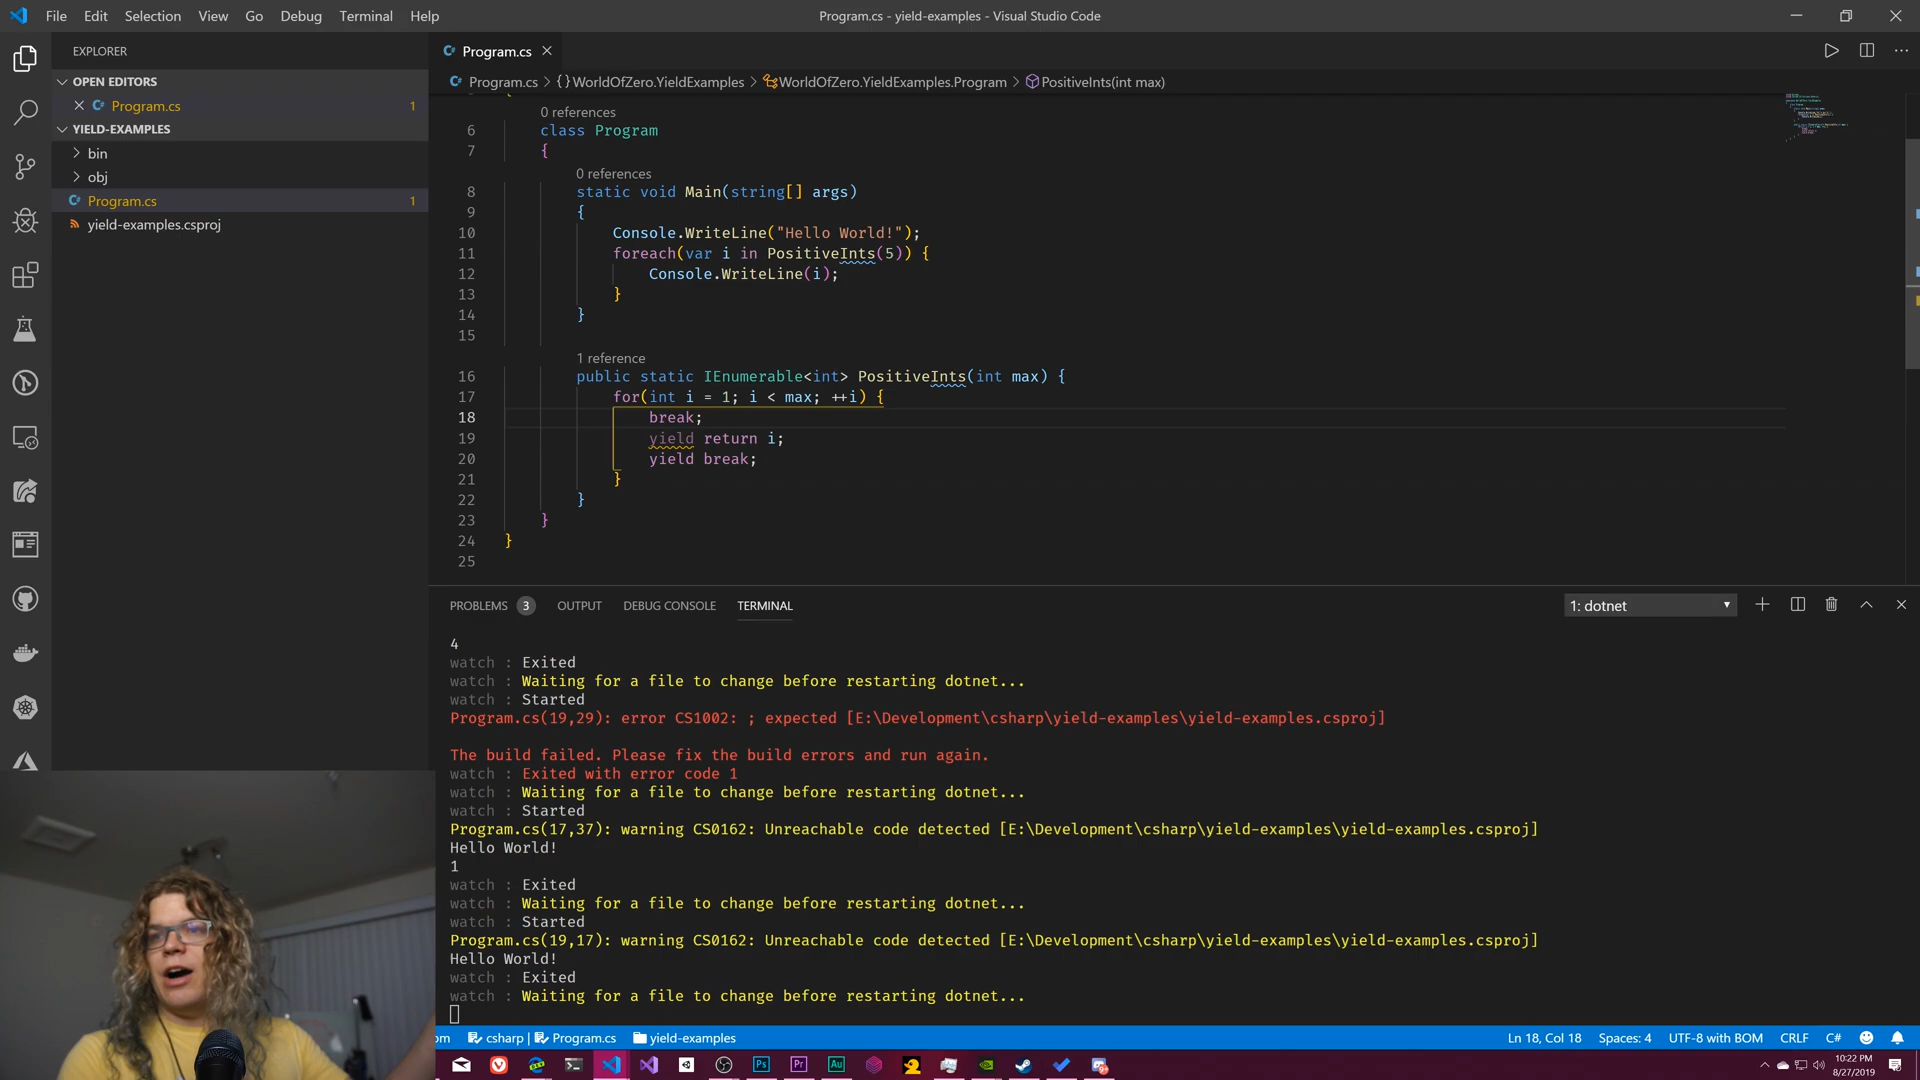 File Edit Selection View Go Debug Terminal Help
Program.cs - yield-examples - Visual Studio Code
EXPLORER
OPEN EDITORS
Program.cs 1
YIELD-EXAMPLES
bin
obj
Program.cs 1
yield-examples.csproj
Program.cs
Program.cs > {} WorldOfZero.YieldExamples > WorldOfZero.YieldExamples.Program > PositiveInts(int max)
0 references
6 class Program
7 {
0 references
8 static void Main(string[] args)
9 {
10 Console.WriteLine("Hello World!");
11 foreach(var i in PositiveInts(5)) {
12 Console.WriteLine(i);
13 }
14 }
15
1 reference
16 public static IEnumerable<int> PositiveInts(int max) {
17 for(int i = 1; i < max; ++i) {
18 break;
19 yield return i;
20 yield break;
21 }
22 }
23 }
24 }
25
PROBLEMS 3 OUTPUT DEBUG CONSOLE TERMINAL
1: dotnet
4
watch : Exited
watch : Waiting for a file to change before restarting dotnet...
watch : Started
Program.cs(19,29): error CS1002: ; expected [E:\Development\csharp\yield-examples\yield-examples.csproj]
The build failed. Please fix the build errors and run again.
watch : Exited with error code 1
watch : Waiting for a file to change before restarting dotnet...
watch : Started
Program.cs(17,37): warning CS0162: Unreachable code detected [E:\Development\csharp\yield-examples\yield-examples.csproj]
Hello World!
1
watch : Exited
watch : Waiting for a file to change before restarting dotnet...
watch : Started
Program.cs(19,17): warning CS0162: Unreachable code detected [E:\Development\csharp\yield-examples\yield-examples.csproj]
Hello World!
watch : Exited
watch : Waiting for a file to change before restarting dotnet...
om csharp | Program.cs yield-examples
Ln 18, Col 18 Spaces: 4 UTF-8 with BOM CRLF C#
Ps Pr Au
10:22 PM
8/27/2019